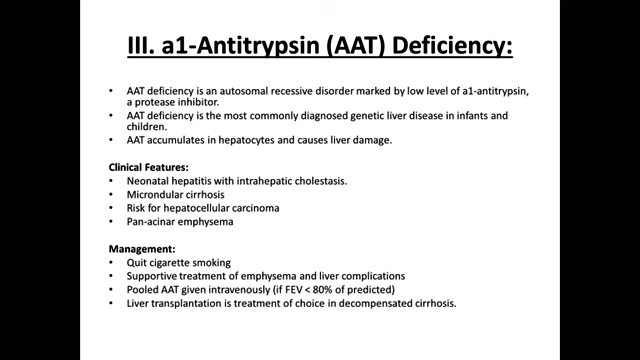 III. a1-Antitrypsin (AAT) Deficiency:
• AAT deficiency is an autosomal recessive disorder marked by low level of a1-antitrypsin,
a protease inhibitor.
• AAT deficiency is the most commonly diagnosed genetic liver disease in infants and
children.
• AAT accumulates in hepatocytes and causes liver damage.
Clinical Features:
• Neonatal hepatitis with intrahepatic cholestasis.
• Microndular cirrhosis
• Risk for hepatocellular carcinoma
• Pan-acinar emphysema
Management:
• Quit cigarette smoking
• Supportive treatment of emphysema and liver complications
• Pooled AAT given intravenously (if FEV < 80% of predicted)
• Liver transplantation is treatment of choice in decompensated cirrhosis.